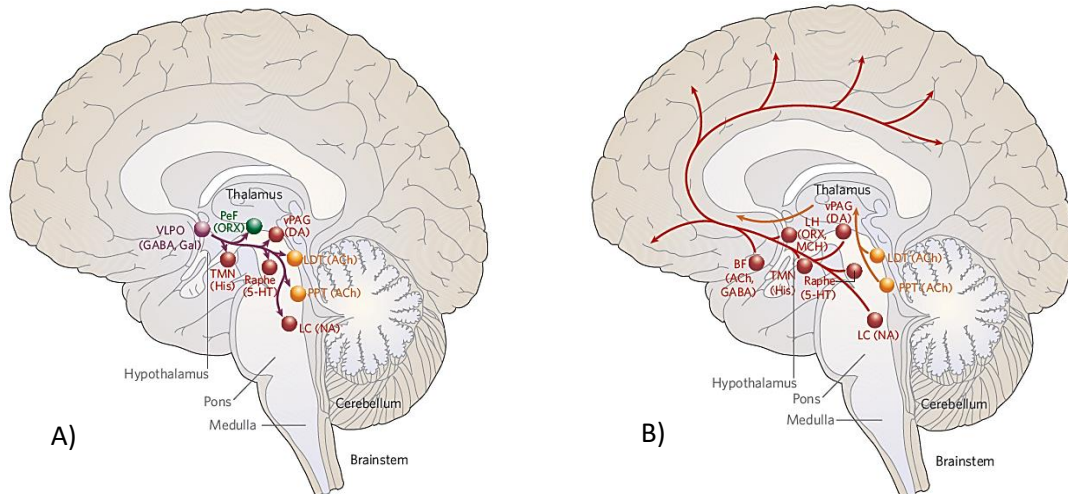 Thalamus
PeF
(ORX)
vPAG
(DA)
VLPO
(GABA, Gal)
LDT (ACh)
TMN
(His)
Raphe
(5-HT)
PPT (ACh)
LC (NA)
Hypothalamus
Pons
Cerebellum
Medulla
A)
Brainstem
Thalamus
vPAG
(DA)
LH
(ORX,
MCH)
BF
(ACh,
GABA)
TMN
(His)
Raphe
(5-HT)
LDT (ACh)
PPT (ACh)
LC (NA)
Hypothalamus
Pons
Cerebellum
Medulla
B)
Brainstem